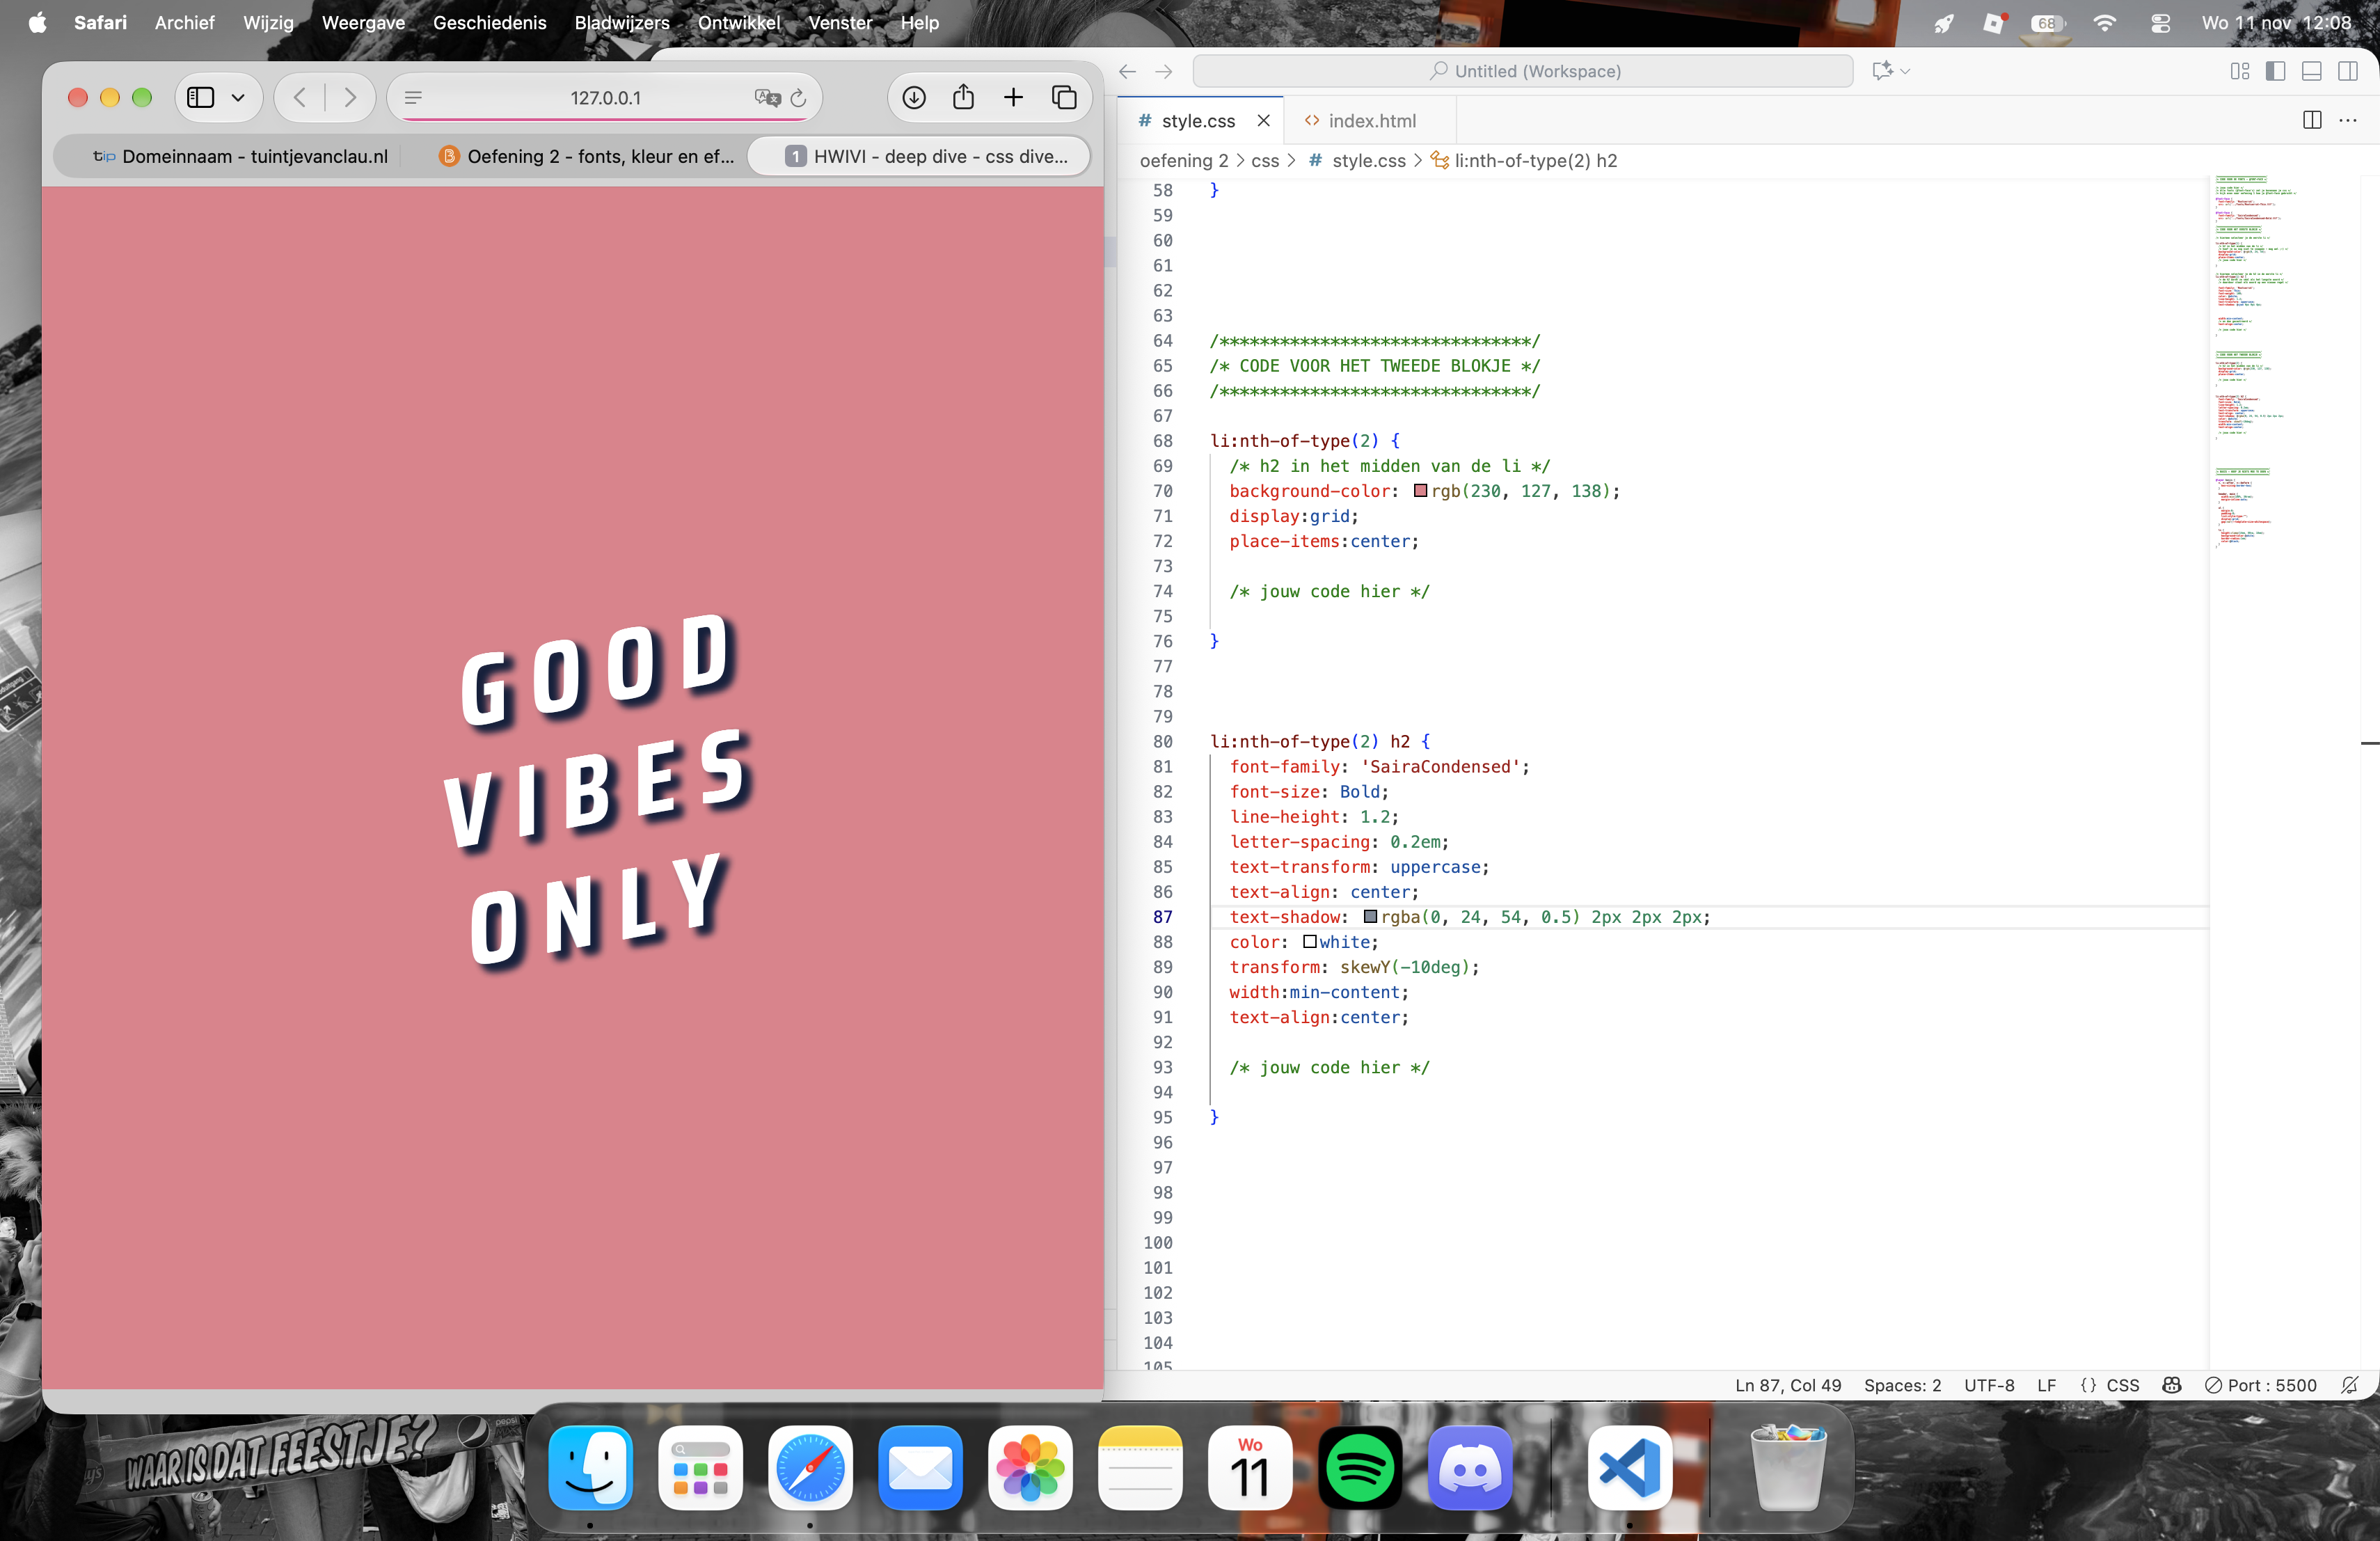 Safari Archief Wijzig Weergave Geschiedenis Bladwijzers Ontwikkel Venster Help
68 Wo 11 nov 12:08
127.0.0.1
tip Domeinnaam - tuintjevanclau.nl
Oefening 2 - fonts, kleur en ef...
1 HWIVI - deep dive - css dive...
GOOD
VIBES
ONLY
Untitled (Workspace)
# style.css
<> index.html
oefening 2 > css > # style.css > li:nth-of-type(2) h2
58 }
59
60
61
62
63
64 /*******************************/
65 /* CODE VOOR HET TWEEDE BLOKJE */
66 /*******************************/
67
68 li:nth-of-type(2) {
69 /* h2 in het midden van de li */
70 background-color: rgb(230, 127, 138);
71 display:grid;
72 place-items:center;
73
74 /* jouw code hier */
75
76 }
77
78
79
80 li:nth-of-type(2) h2 {
81 font-family: 'SairaCondensed';
82 font-size: Bold;
83 line-height: 1.2;
84 letter-spacing: 0.2em;
85 text-transform: uppercase;
86 text-align: center;
87 text-shadow: rgba(0, 24, 54, 0.5) 2px 2px 2px;
88 color: white;
89 transform: skewY(-10deg);
90 width:min-content;
91 text-align:center;
92
93 /* jouw code hier */
94
95 }
96
97
98
99
100
101
102
103
104
105
Ln 87, Col 49 Spaces: 2 UTF-8 LF {} CSS Port : 5500
WAAR IS DAT FEESTJE?
pepsi
Wo
11